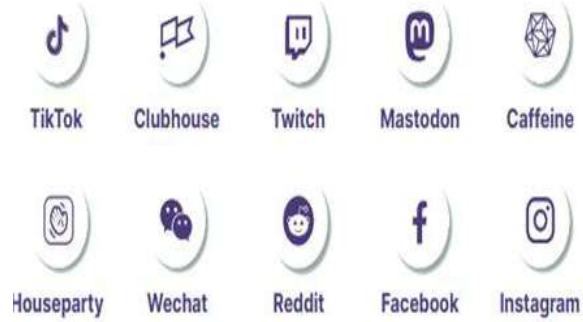 TikTok Clubhouse Twitch Mastodon Caffeine
Houseparty Wechat Reddit Facebook Instagram